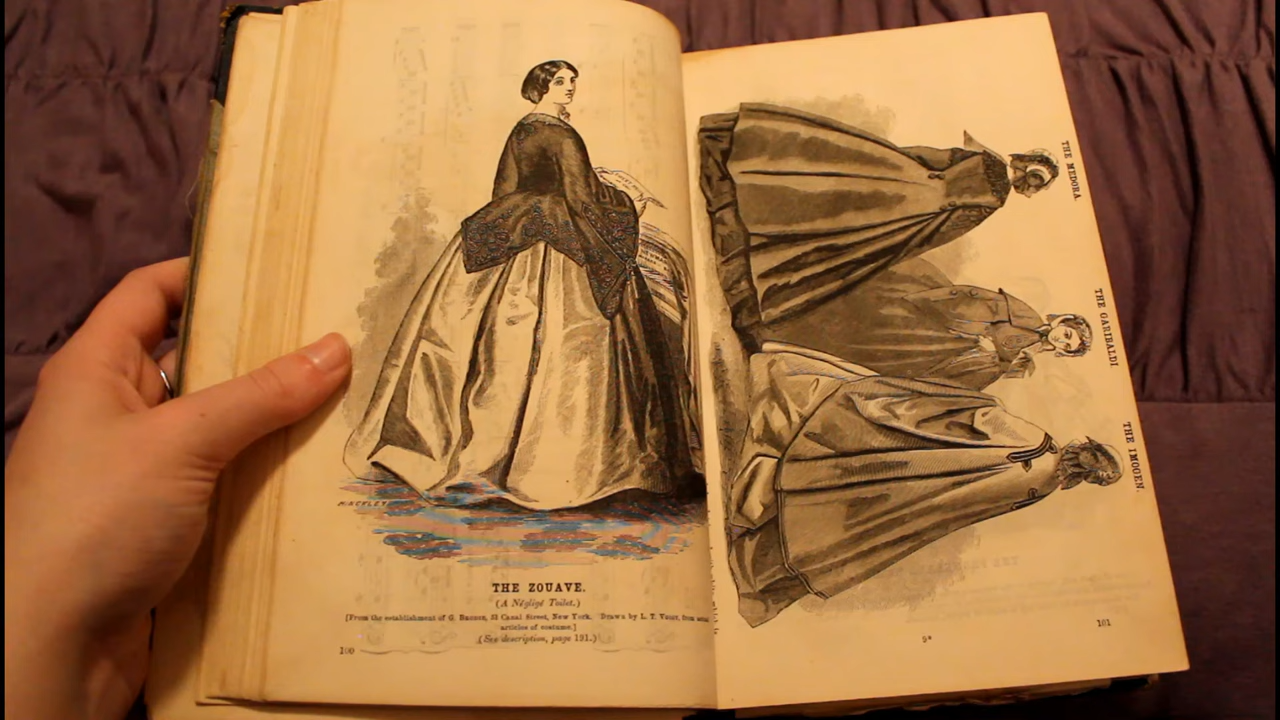 THE ZOUAVE.
(A Négligé Toilet.)
[From the establishment of G. Brodie, 51 Canal Street, New York. Drawn by L. T. Voigt, from actual
articles of costume.]
(See description, page 191.)
100
THE MEDORA.
THE GARIBALDI
THE IMOGEN.
9*
101